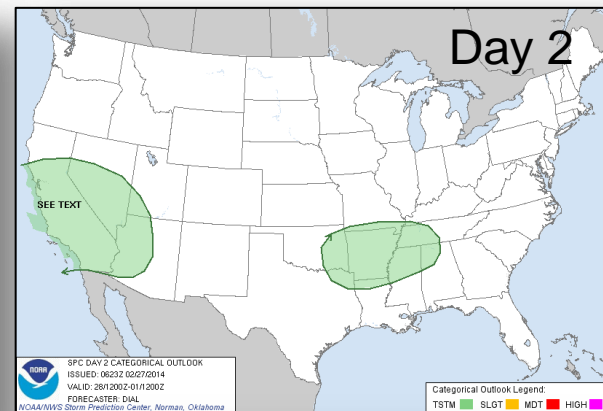 Day 2
SEE TEXT
NOAA
SPC DAY 2 CATEGORICAL OUTLOOK
ISSUED: 0623Z 02/27/2014
VALID: 28/1200Z-01/1200Z
FORECASTER: DIAL
NOAA/NWS Storm Prediction Center, Norman, Oklahoma
Categorical Outlook Legend:
TSTM SLGT MDT HIGH